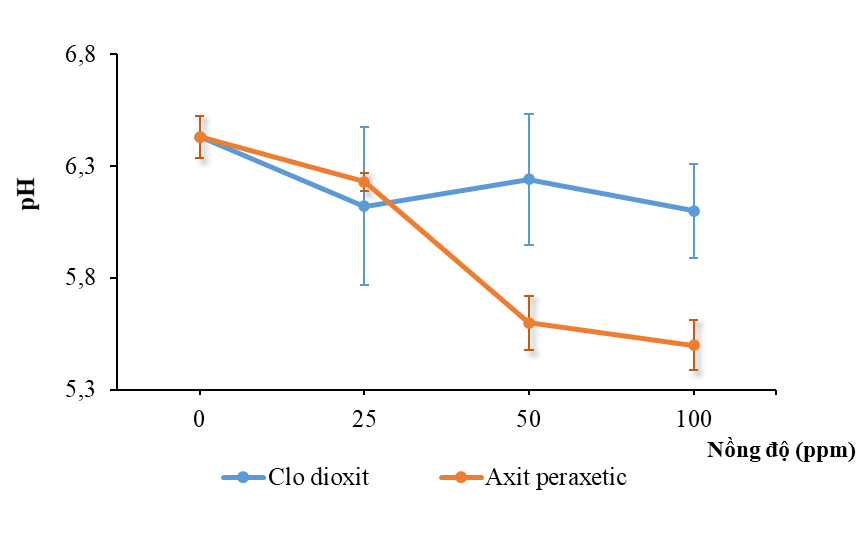 6,8
6,3
pH
5,8
5,3
0 25 50 100
Nồng độ (ppm)
Clo dioxit Axit peraxetic